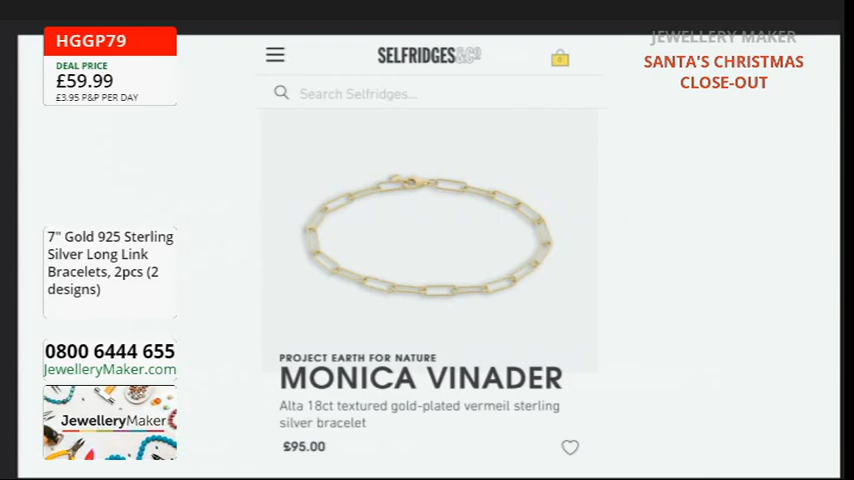 HGGP79
DEAL PRICE
£59.99
£3.95 P&P PER DAY
7" Gold 925 Sterling
Silver Long Link
Bracelets, 2pcs (2
designs)
0800 6444 655
JewelleryMaker.com
JewelleryMaker
SELFRIDGES&CO
0
Search Selfridges...
PROJECT EARTH FOR NATURE
MONICA VINADER
Alta 18ct textured gold-plated vermeil sterling
silver bracelet
£95.00
JEWELLERY MAKER
SANTA'S CHRISTMAS
CLOSE-OUT